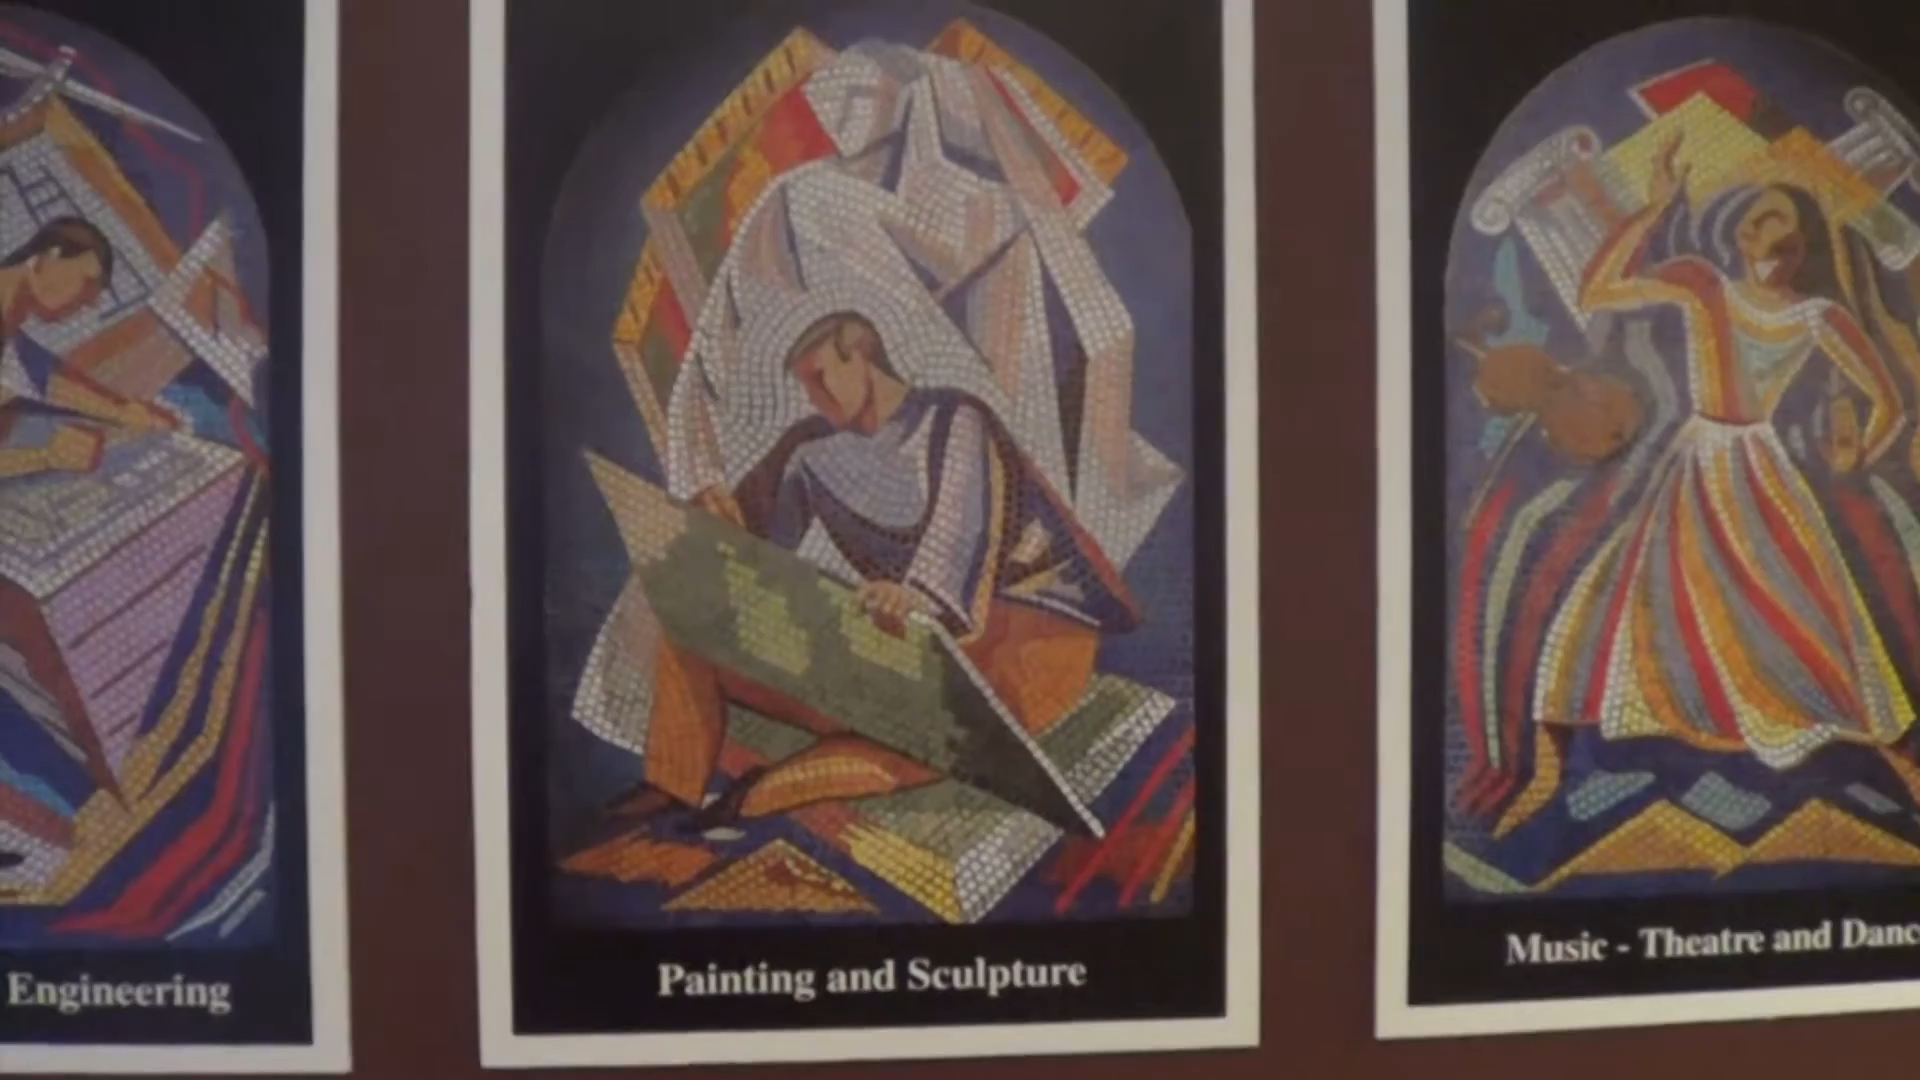 Engineering
Painting and Sculpture
Music - Theatre and Danc